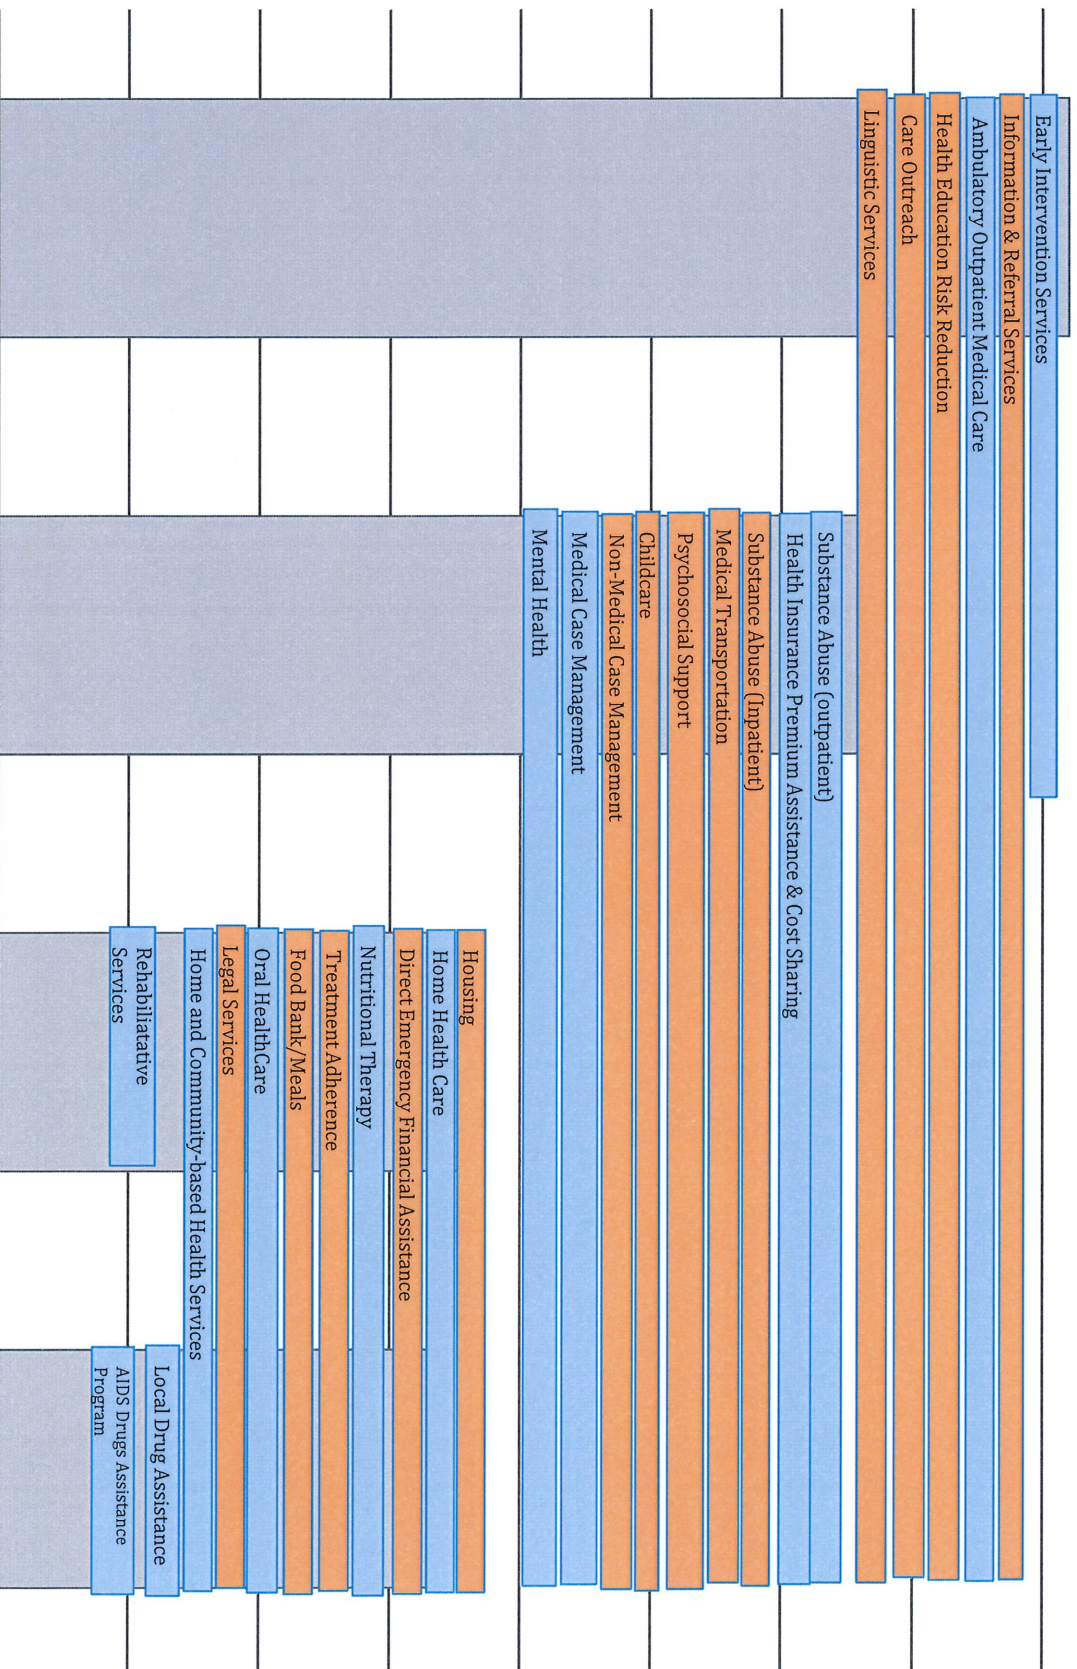 Early Intervention Services
Information & Referral Services
Ambulatory Outpatient Medical Care
Health Education Risk Reduction
Care Outreach
Linguistic Services
Substance Abuse (outpatient)
Health Insurance Premium Assistance & Cost Sharing
Substance Abuse (Inpatient)
Medical Transportation
Psychosocial Support
Childcare
Non-Medical Case Management
Medical Case Management
Mental Health
Housing
Home Health Care
Direct Emergency Financial Assistance
Nutritional Therapy
Treatment Adherence
Food Bank/Meals
Oral HealthCare
Legal Services
Home and Community-based Health Services
Rehabiliatative
Services
Local Drug Assistance
AIDS Drugs Assistance
Program